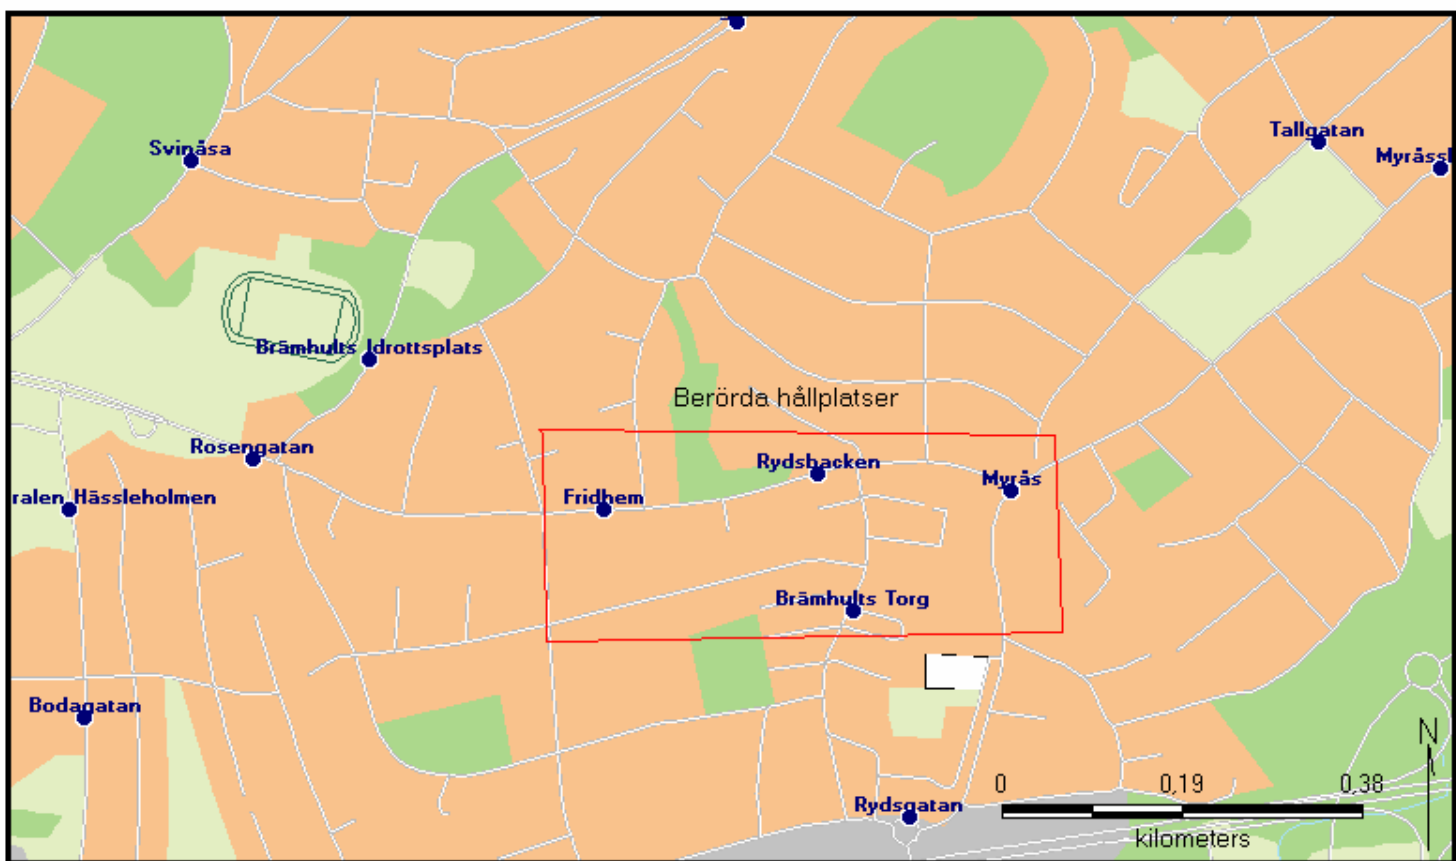 Svinåsa
Tallgatan
Myråssl
Brämhults Idrottsplats
Berörda hållplatser
Rosengatan
Rydsbacken
Myrås
ralen Hässleholmen
Fridhem
Brämhults Torg
Bodagatan
N
0 0,19 0,38
Rydsgatan
kilometers